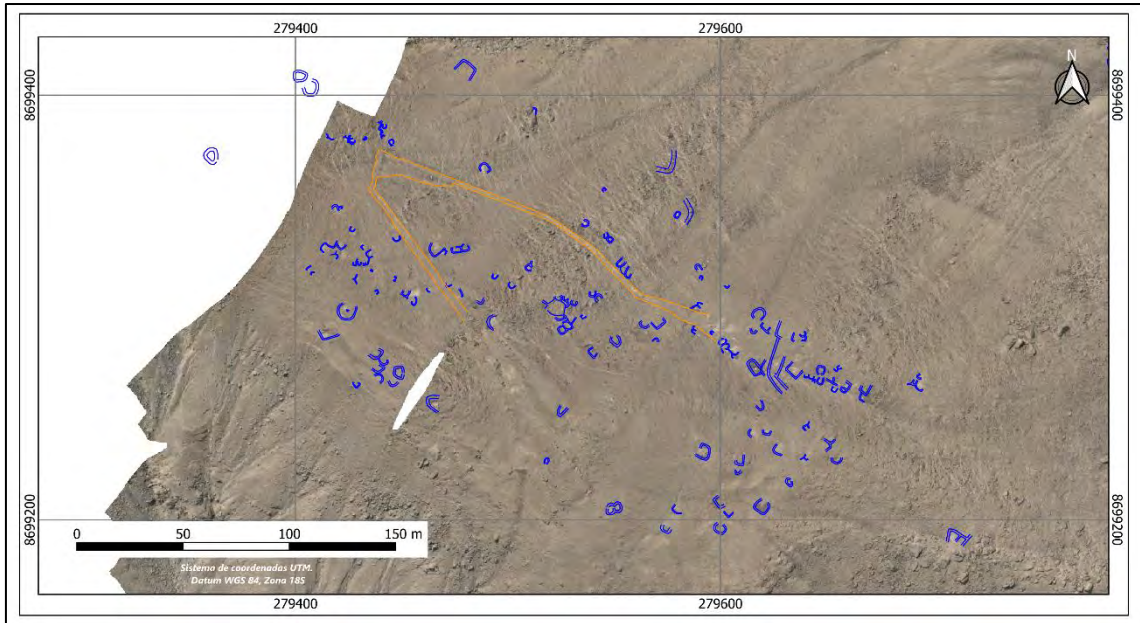 279400 279600
N
8699400 8699400
8699200 8699200
0 50 100 150 m
Sistema de coordenadas UTM.
Datum WGS 84, Zona 18S
279400 279600